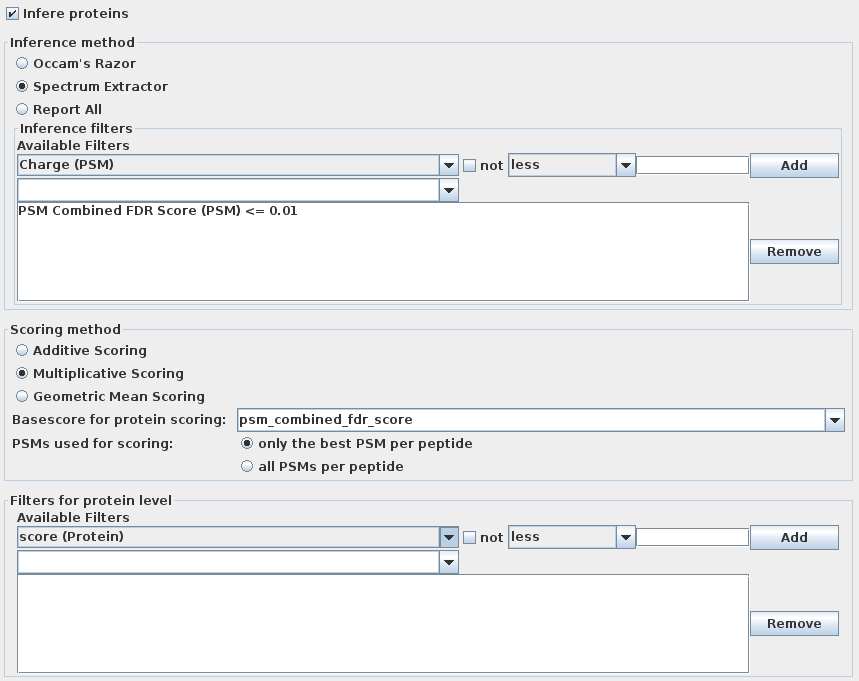 Infere proteins
Inference method
Occam's Razor
Spectrum Extractor
Report All
Inference filters
Available Filters
Charge (PSM) not less Add
PSM Combined FDR Score (PSM) <= 0.01
Remove
Scoring method
Additive Scoring
Multiplicative Scoring
Geometric Mean Scoring
Basescore for protein scoring: psm_combined_fdr_score
PSMs used for scoring: only the best PSM per peptide
all PSMs per peptide
Filters for protein level
Available Filters
score (Protein) not less Add
Remove